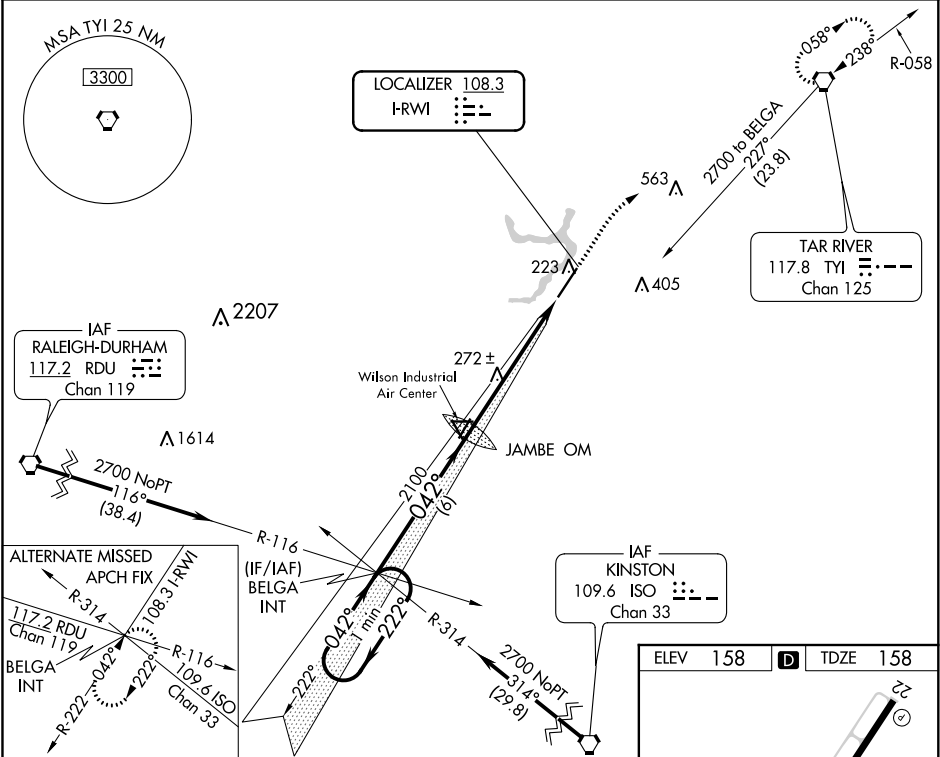 MSA TYI 25 NM
3300
LOCALIZER 108.3
I-RWI
058°
238°
R-058
2700 to BELGA
227°
(23.8)
563
TAR RIVER
117.8 TYI
Chan 125
223
405
2207
IAF
RALEIGH-DURHAM
117.2 RDU
Chan 119
272 ±
Wilson Industrial
Air Center
JAMBE OM
1614
2700 NoPT
116°
(38.4)
R-116
2100
042°
(6)
(IF/IAF)
BELGA
INT
042°
1 min
222°
222°
R-314
2700 NoPT
314°
(29.8)
IAF
KINSTON
109.6 ISO
Chan 33
ALTERNATE MISSED
APCH FIX
R-314
108.3 I-RWI
117.2 RDU
Chan 119
R-116
BELGA
INT
042°
222°
109.6 ISO
Chan 33
R-222
ELEV 158 D TDZE 158
22
P